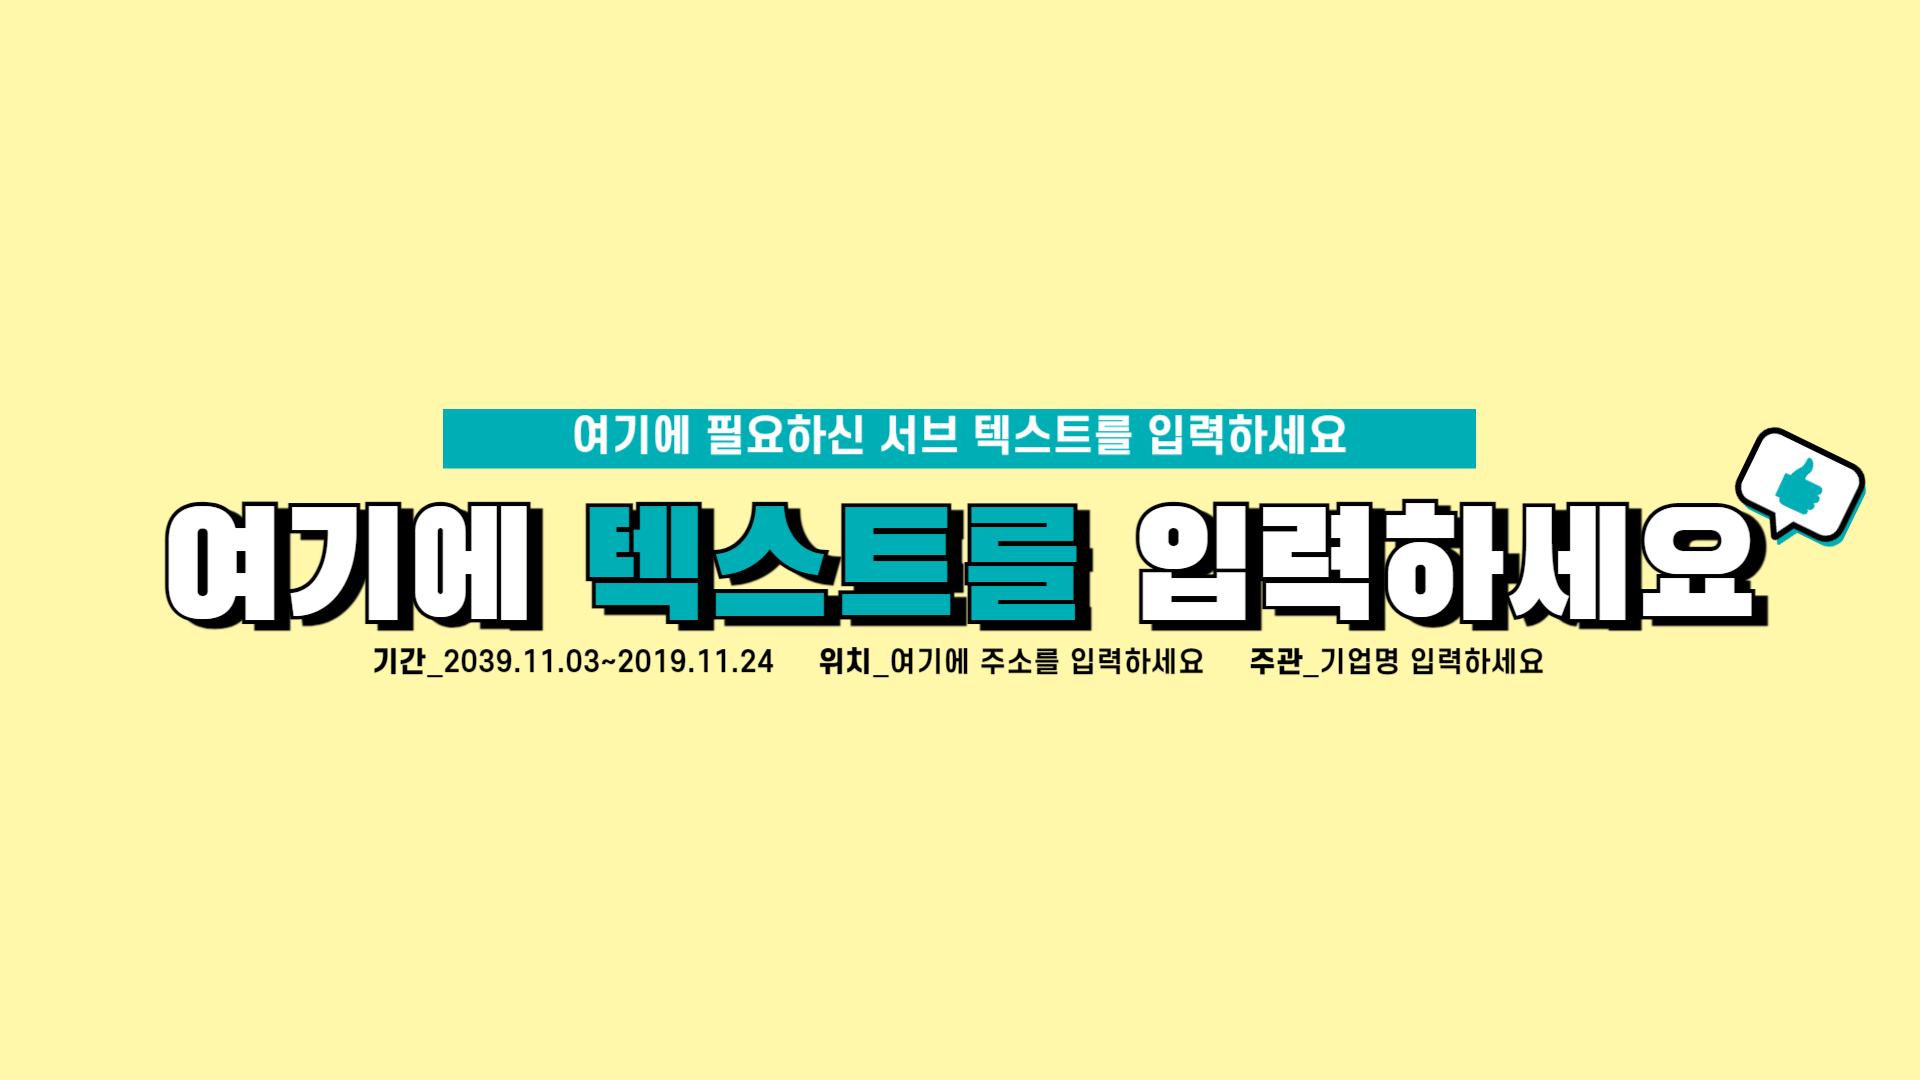 여기에 필요하신 서브 텍스트를 입력하세요
여기에 텍스트를 입력하세요
기간_2039.11.03~2019.11.24 위치_여기에 주소를 입력하세요 주관_기업명 입력하세요